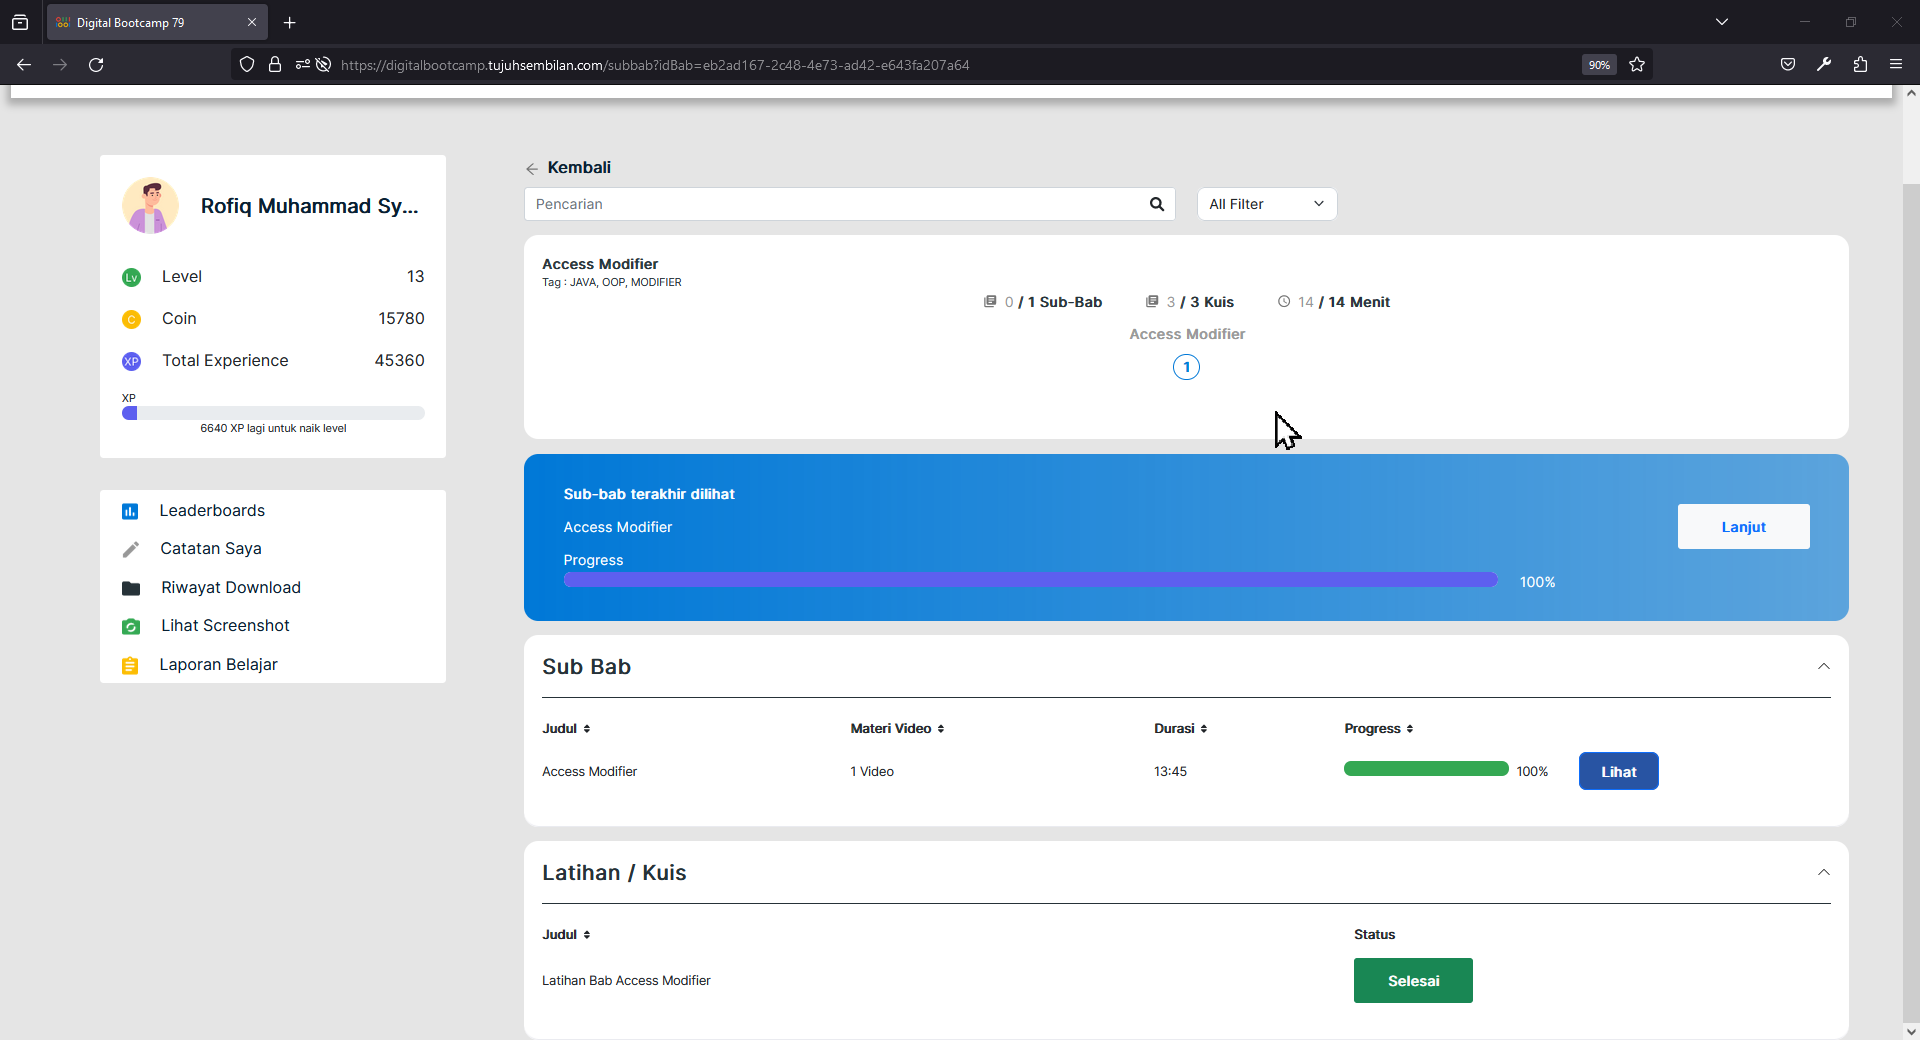 Digital Bootcamp 79
https://digitalbootcamp.tujuhsembilan.com/subbab?idBab=eb2ad167-2c48-4e73-ad42-e643fa207a64
90%
Rofiq Muhammad Sy...
Lv Level 13
C Coin 15780
XP Total Experience 45360
XP
6640 XP lagi untuk naik level
Leaderboards
Catatan Saya
Riwayat Download
Lihat Screenshot
Laporan Belajar
Kembali
Pencarian
All Filter
Access Modifier
Tag : JAVA, OOP, MODIFIER
0 / 1 Sub-Bab 3 / 3 Kuis 14 / 14 Menit
Access Modifier
1
Sub-bab terakhir dilihat
Access Modifier
Lanjut
Progress
100%
Sub Bab
Judul Materi Video Durasi Progress
Access Modifier 1 Video 13:45 100% Lihat
Latihan / Kuis
Judul Status
Latihan Bab Access Modifier Selesai